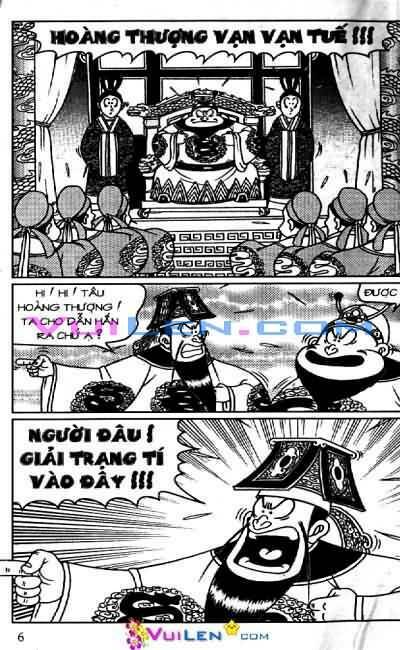 HOÀNG THƯỢNG VẠN VẠN TUẾ !!!
HI ! HI ! TÂU
HOÀNG THƯỢNG !
TA CHO DẪN HẮN
RA CHỨ Ạ ?
ĐƯỢC
VUILEN.COM
NGƯỜI ĐÂU !
GIẢI TRẠNG TÍ
VÀO ĐÂY !!!
6
VUILEN.COM